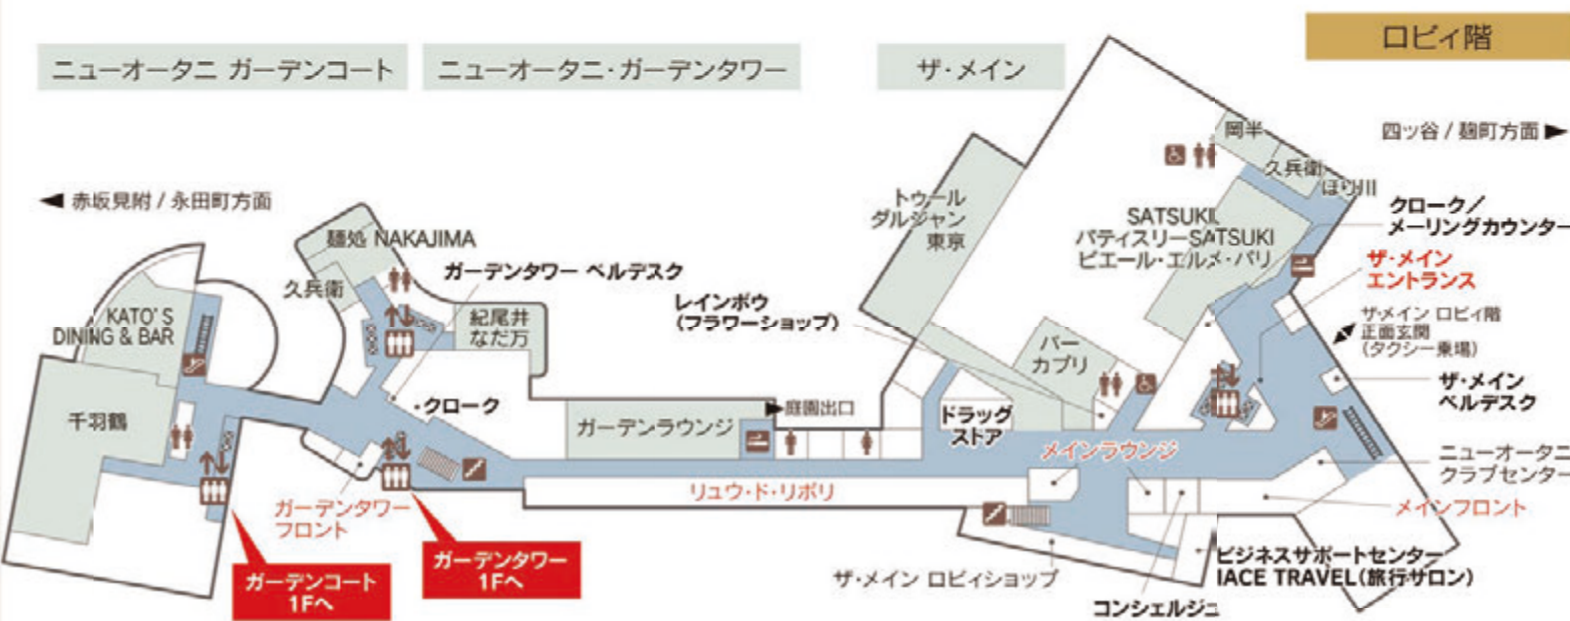 ロビィ階
ニューオータニ ガーデンコート
ニューオータニ・ガーデンタワー
ザ・メイン
四ツ谷 / 麹町方面 ▶
◀ 赤坂見附 / 永田町方面
岡半
久兵衛
ほり川
クローク／
メーリングカウンター
トゥール
ダルジャン
東京
SATSUKI
パティスリーSATSUKI
ピエール・エルメ・パリ
ザ・メイン
エントランス
麺処 NAKAJIMA
ガーデンタワー ベルデスク
久兵衛
レインボウ
（フラワーショップ）
ザ・メイン ロビィ階
正面玄関
（タクシー乗場）
KATO'S
DINING & BAR
紀尾井
なだ万
バー
カプリ
ザ・メイン
ベルデスク
千羽鶴
クローク
ガーデンラウンジ
▶庭園出口
ドラッグ
ストア
メインラウンジ
ニューオータニ
クラブセンター
リュウ・ド・リボリ
メインフロント
ガーデンタワー
フロント
ガーデンコート
1Fへ
ガーデンタワー
1Fへ
ザ・メイン ロビィショップ
ビジネスサポートセンター
IACE TRAVEL（旅行サロン）
コンシェルジュ